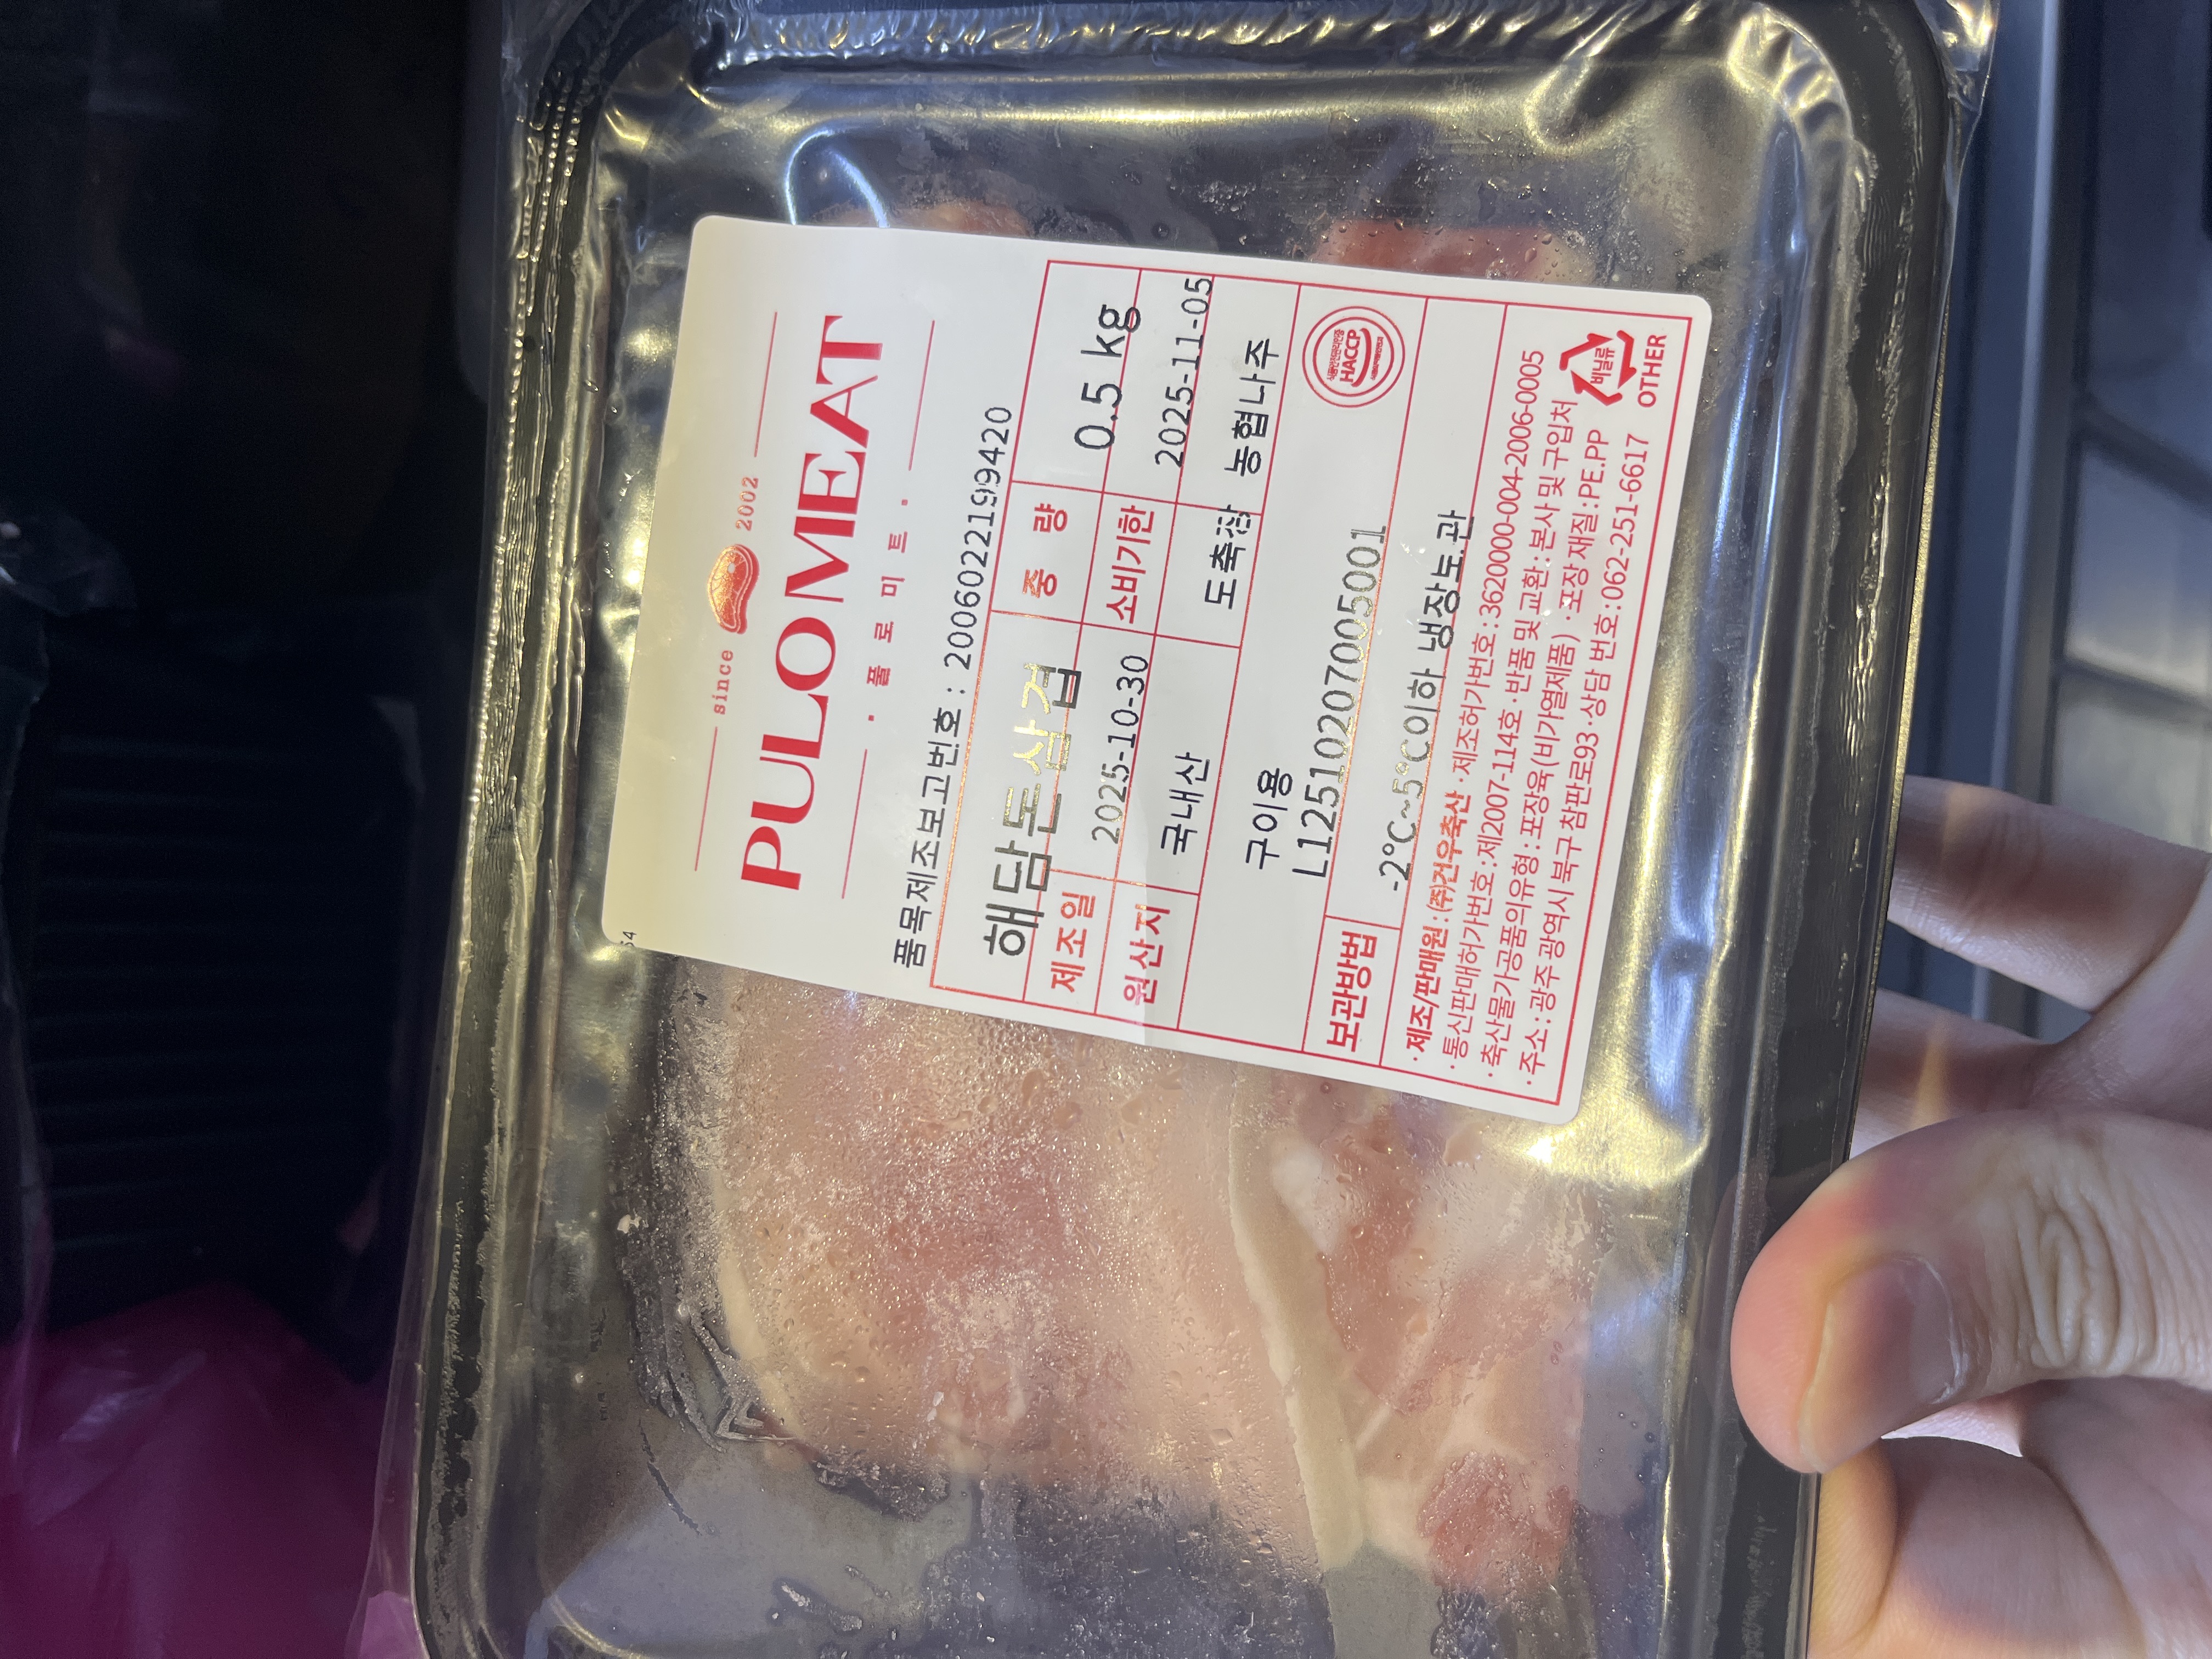 since 2002
PULOMEAT
· 풀 로 미 트 ·
품목제조보고번호 : 2006022199420
해담돈삼겹 중 량 0.5 kg
제조일 2025-10-30 소비기한 2025-11-05
원산지 국내산 도축장 농협나주
구이용
L12510207005001
HACCP
보관방법 -2°C~5°C이하 냉장보관
· 제조/판매원 : ㈜건우축산 · 제조허가번호 : 3620000-004-2006-0005
· 통신판매허가번호 : 제2007-114호 · 반품 및 교환 : 본사 및 구입처
· 축산물가공품의유형 : 포장육(비가열제품) · 포장 재질 : PE.PP
· 주소 : 광주 광역시 북구 참판로93 · 상담 번호 : 062-251-6617
비닐류
OTHER